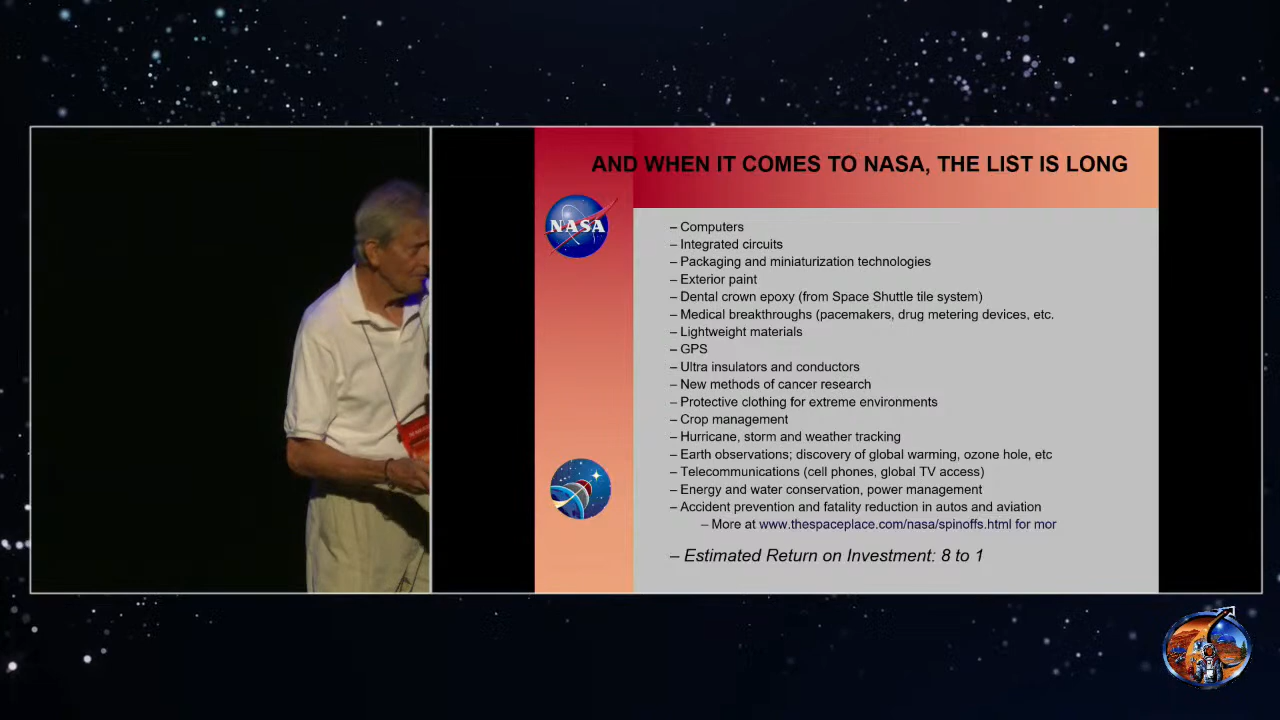 AND WHEN IT COMES TO NASA, THE LIST IS LONG
NASA
– Computers
– Integrated circuits
– Packaging and miniaturization technologies
– Exterior paint
– Dental crown epoxy (from Space Shuttle tile system)
– Medical breakthroughs (pacemakers, drug metering devices, etc.
– Lightweight materials
– GPS
– Ultra insulators and conductors
– New methods of cancer research
– Protective clothing for extreme environments
– Crop management
– Hurricane, storm and weather tracking
– Earth observations; discovery of global warming, ozone hole, etc
– Telecommunications (cell phones, global TV access)
– Energy and water conservation, power management
– Accident prevention and fatality reduction in autos and aviation
– More at www.thespaceplace.com/nasa/spinoffs.html for mor
– Estimated Return on Investment: 8 to 1